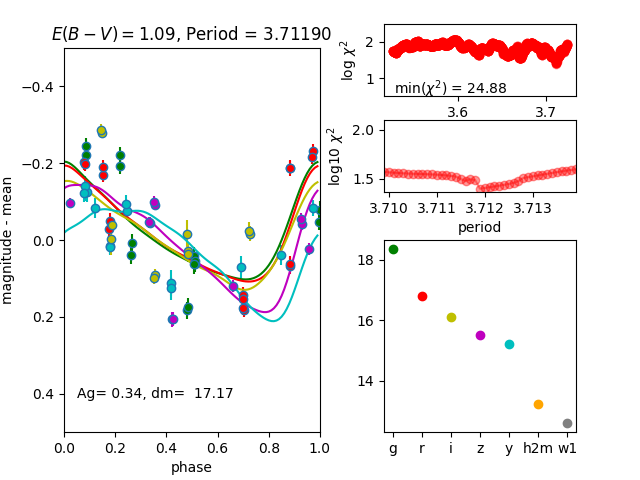 E(B − V) = 1.09, Period = 3.71190
magnitude - mean
−0.4
−0.2
0.0
0.2
0.4
Ag= 0.34, dm= 17.17
0.0 0.2 0.4 0.6 0.8 1.0
phase
log χ²
2
1
min(χ²) = 24.88
3.6 3.7
log10 χ²
2.0
1.5
3.710 3.711 3.712 3.713
period
18
16
14
g r i z y h2m w1